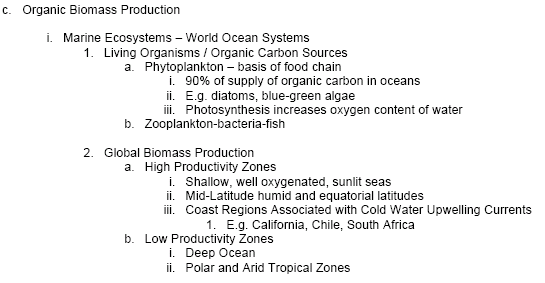 c. Organic Biomass Production
i. Marine Ecosystems – World Ocean Systems
1. Living Organisms / Organic Carbon Sources
a. Phytoplankton – basis of food chain
i. 90% of supply of organic carbon in oceans
ii. E.g. diatoms, blue-green algae
iii. Photosynthesis increases oxygen content of water
b. Zooplankton-bacteria-fish
2. Global Biomass Production
a. High Productivity Zones
i. Shallow, well oxygenated, sunlit seas
ii. Mid-Latitude humid and equatorial latitudes
iii. Coast Regions Associated with Cold Water Upwelling Currents
1. E.g. California, Chile, South Africa
b. Low Productivity Zones
i. Deep Ocean
ii. Polar and Arid Tropical Zones